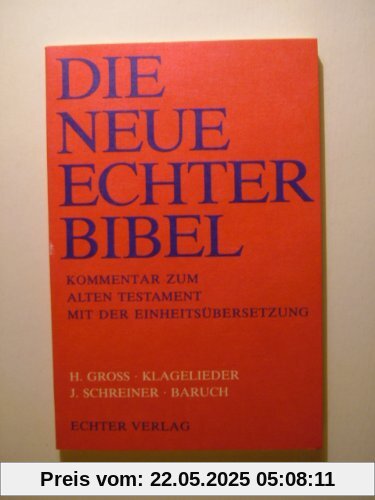 DIE
NEUE
ECHTER
BIBEL
KOMMENTAR ZUM
ALTEN TESTAMENT
MIT DER EINHEITSÜBERSETZUNG
H. GROSS · KLAGELIEDER
J. SCHREINER · BARUCH
ECHTER VERLAG
Preis vom: 22.05.2025 05:08:11